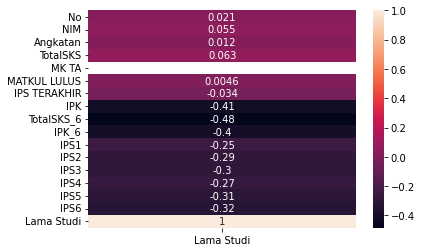 No 0.021
NIM 0.055
Angkatan 0.012
TotalSKS 0.063
MK TA
MATKUL LULUS 0.0046
IPS TERAKHIR -0.034
IPK -0.41
TotalSKS_6 -0.48
IPK_6 -0.4
IPS1 -0.25
IPS2 -0.29
IPS3 -0.3
IPS4 -0.27
IPS5 -0.31
IPS6 -0.32
Lama Studi 1
Lama Studi
1.0
0.8
0.6
0.4
0.2
0.0
−0.2
−0.4